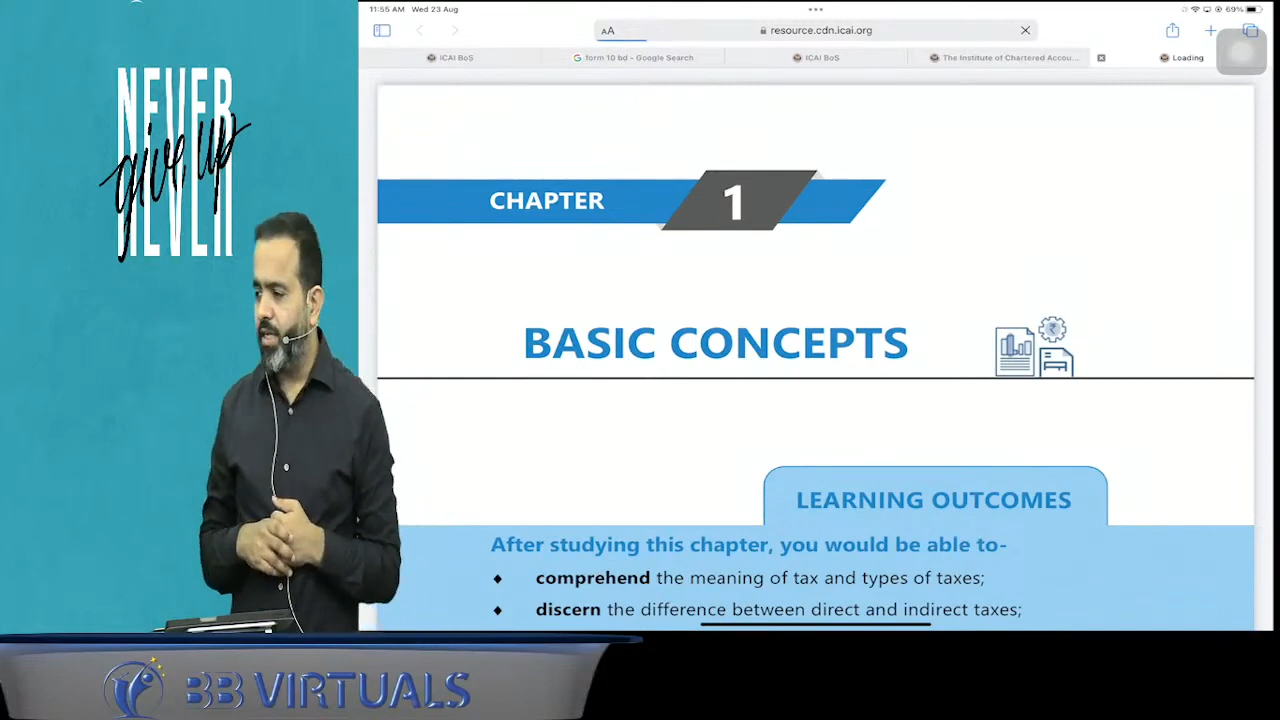 11:55 AM Wed 23 Aug
69%
AA
resource.cdn.icai.org
ICAI BoS
form 10 bd - Google Search
ICAI BoS
The Institute of Chartered Accou...
Loading
NEVER
give up
NEVER
CHAPTER 1
BASIC CONCEPTS
LEARNING OUTCOMES
After studying this chapter, you would be able to-
comprehend the meaning of tax and types of taxes;
discern the difference between direct and indirect taxes;
BB VIRTUALS